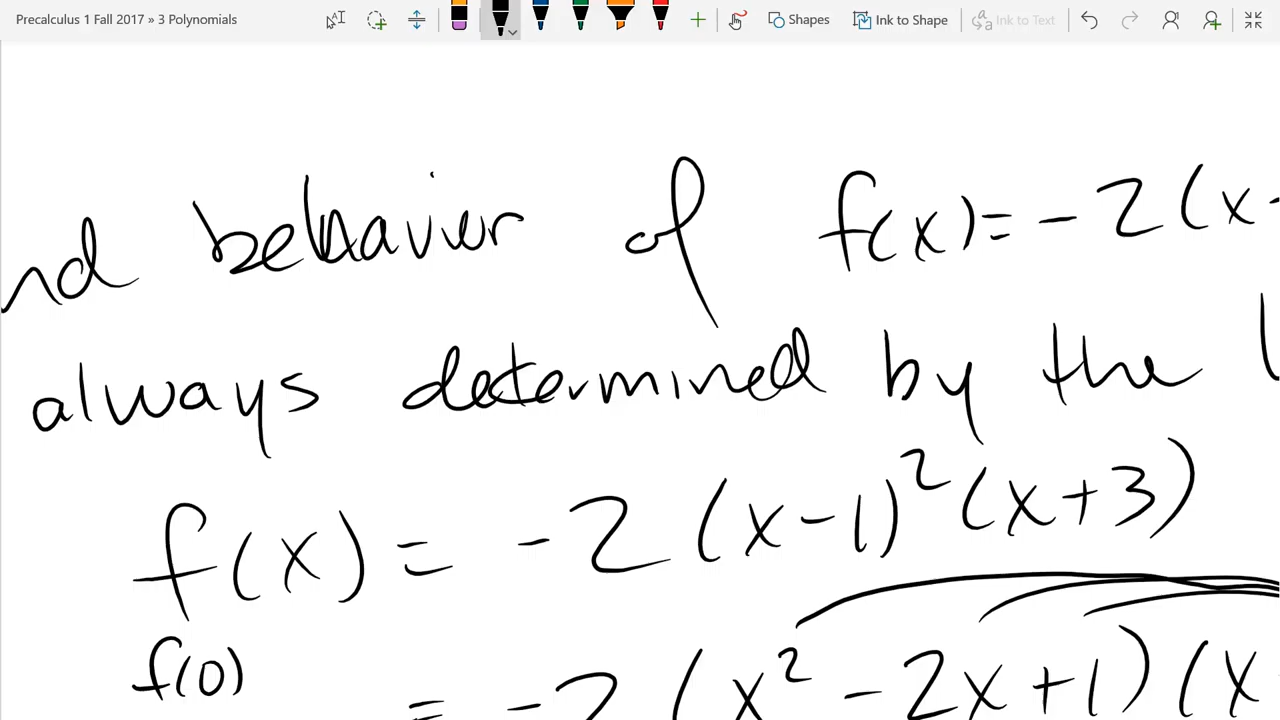 Precalculus 1 Fall 2017 » 3 Polynomials Shapes Ink to Shape Ink to Text
nd behavior of f(x) = -2(x-
always determined by the
f(x) = -2(x-1)²(x+3)
f(0)
= -2(x² - 2x + 1)(x